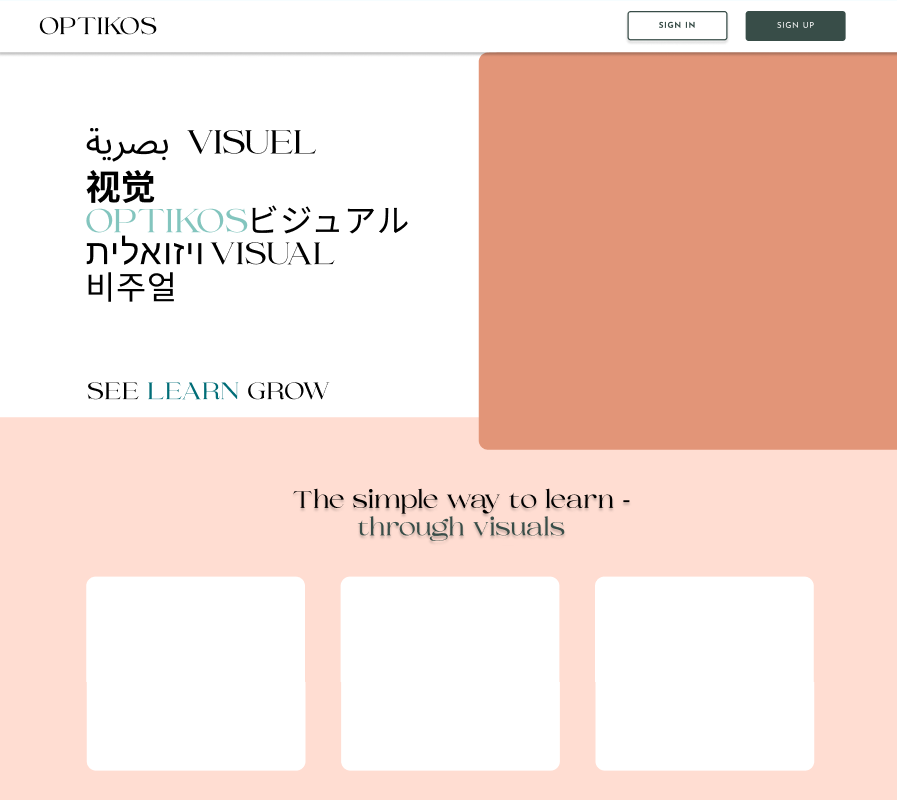 OPTIKOS
SIGN IN
SIGN UP
بصرية VISUEL
视觉
OPTIKOSビジュアル
ויזואלית VISUAL
비주얼
SEE LEARN GROW
The simple way to learn -
through visuals